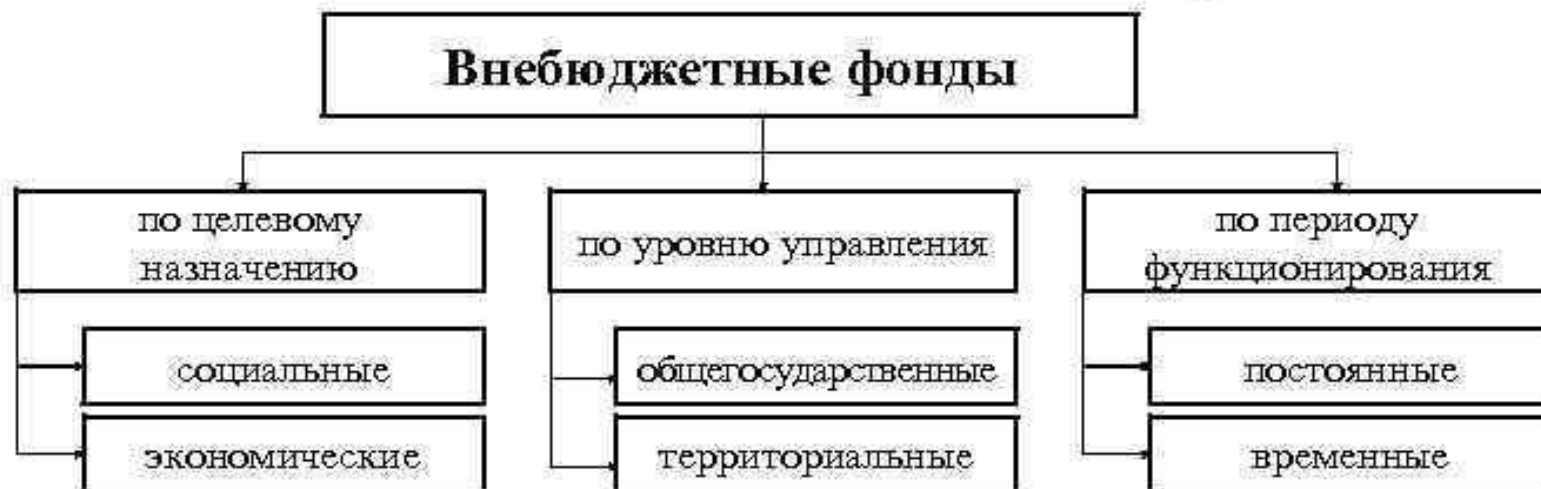 Внебюджетные фонды
по целевому
назначению
по уровню управления
по периоду
функционирования
социальные
общегосударственные
постоянные
экономические
территориальные
временные